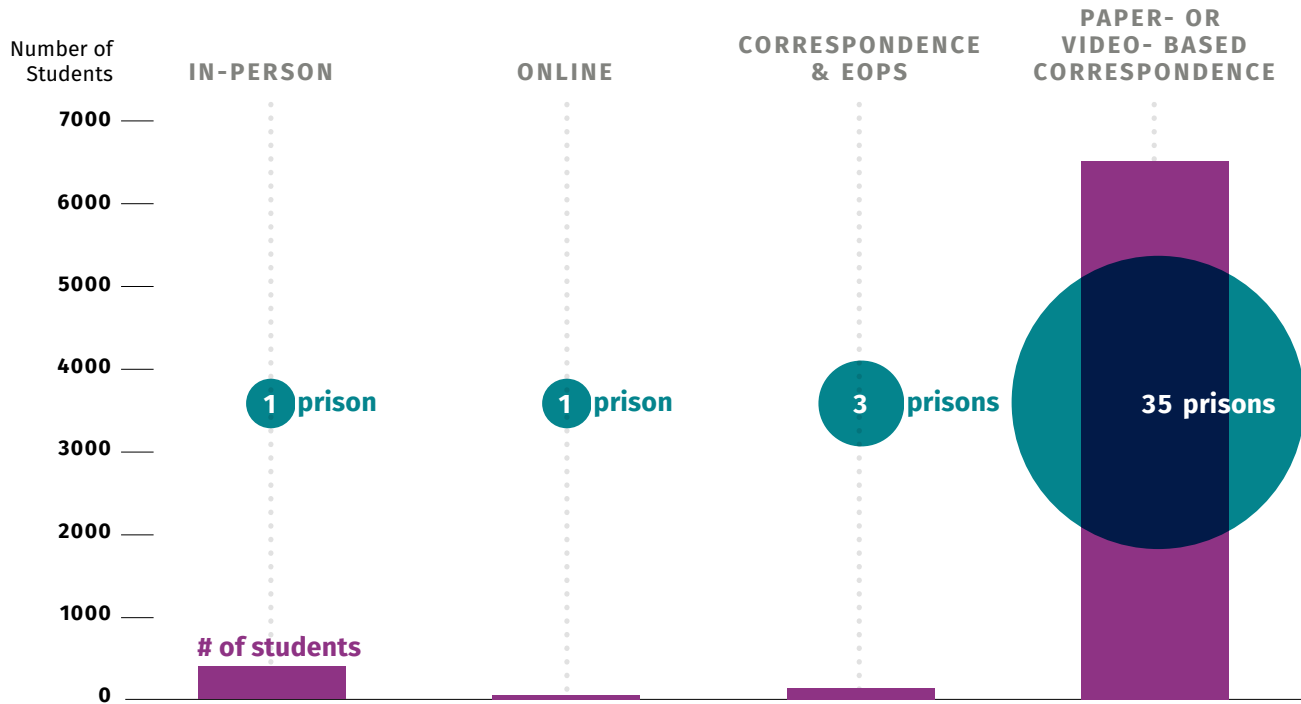 Number of
Students
IN-PERSON
ONLINE
CORRESPONDENCE
& EOPS
PAPER- OR
VIDEO- BASED
CORRESPONDENCE
7000
6000
5000
4000
3000
2000
1000
0
1 prison
1 prison
3 prisons
35 prisons
# of students